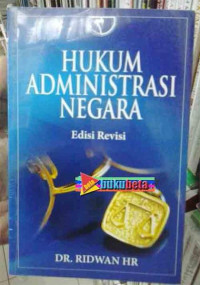 HUKUM
ADMINISTRASI
NEGARA
Edisi Revisi
bukubeta
DR. RIDWAN HR